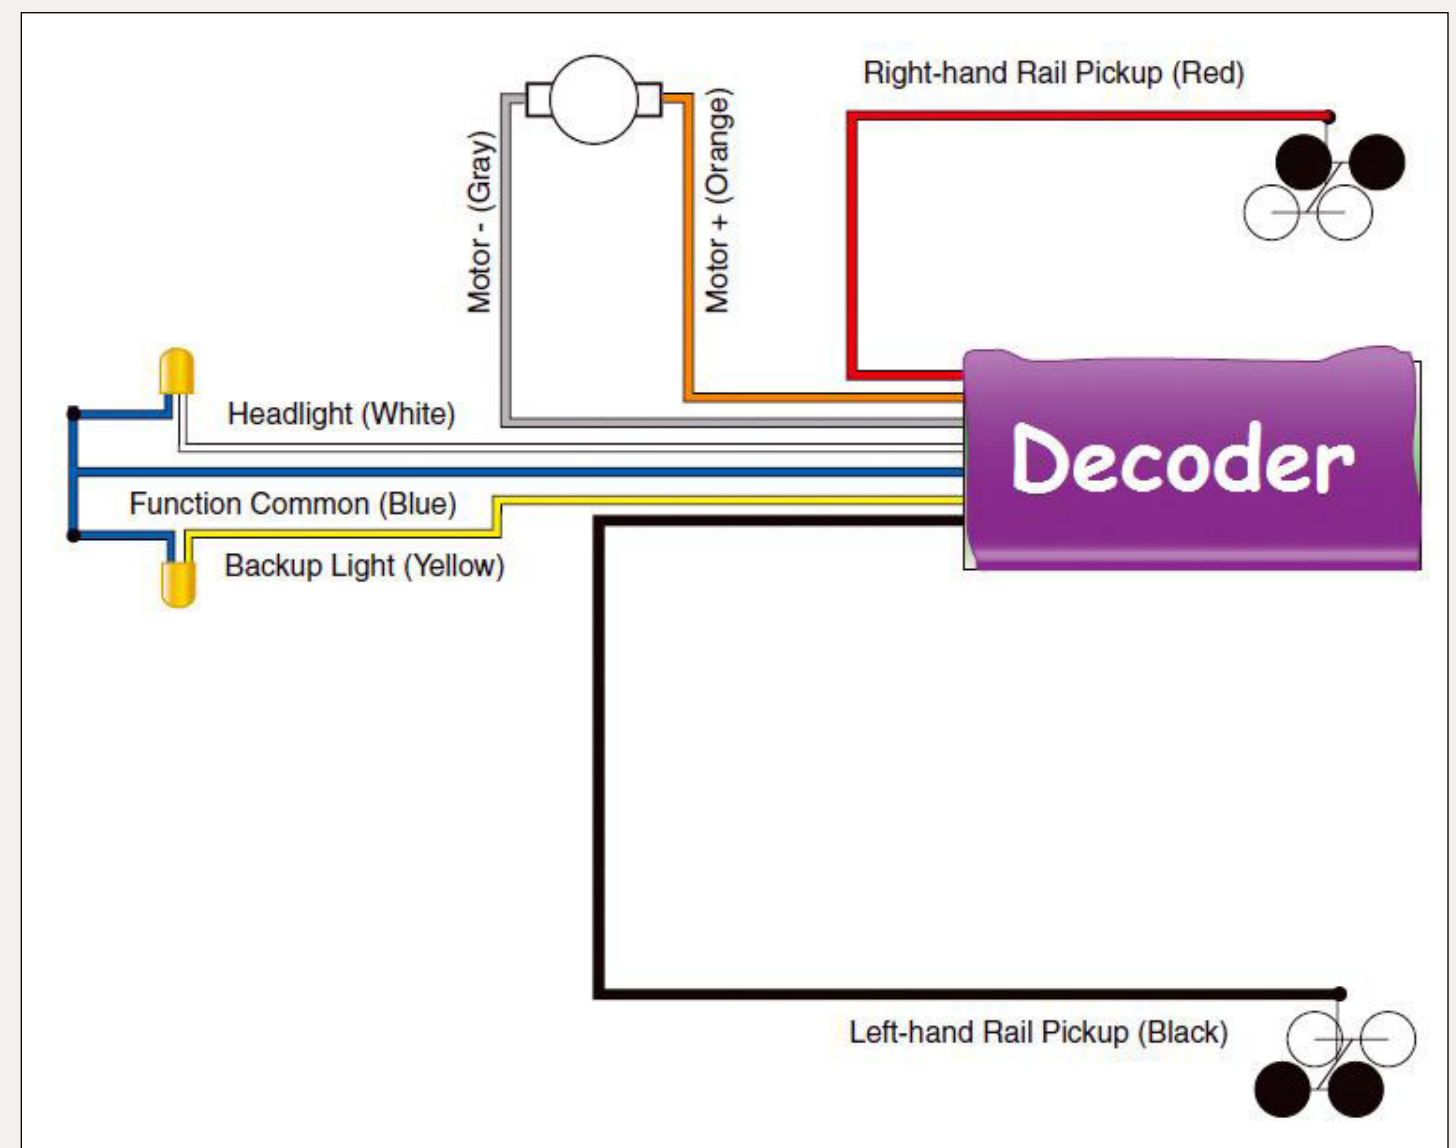 Right-hand Rail Pickup (Red)
Motor - (Gray)
Motor + (Orange)
Headlight (White)
Decoder
Function Common (Blue)
Backup Light (Yellow)
Left-hand Rail Pickup (Black)